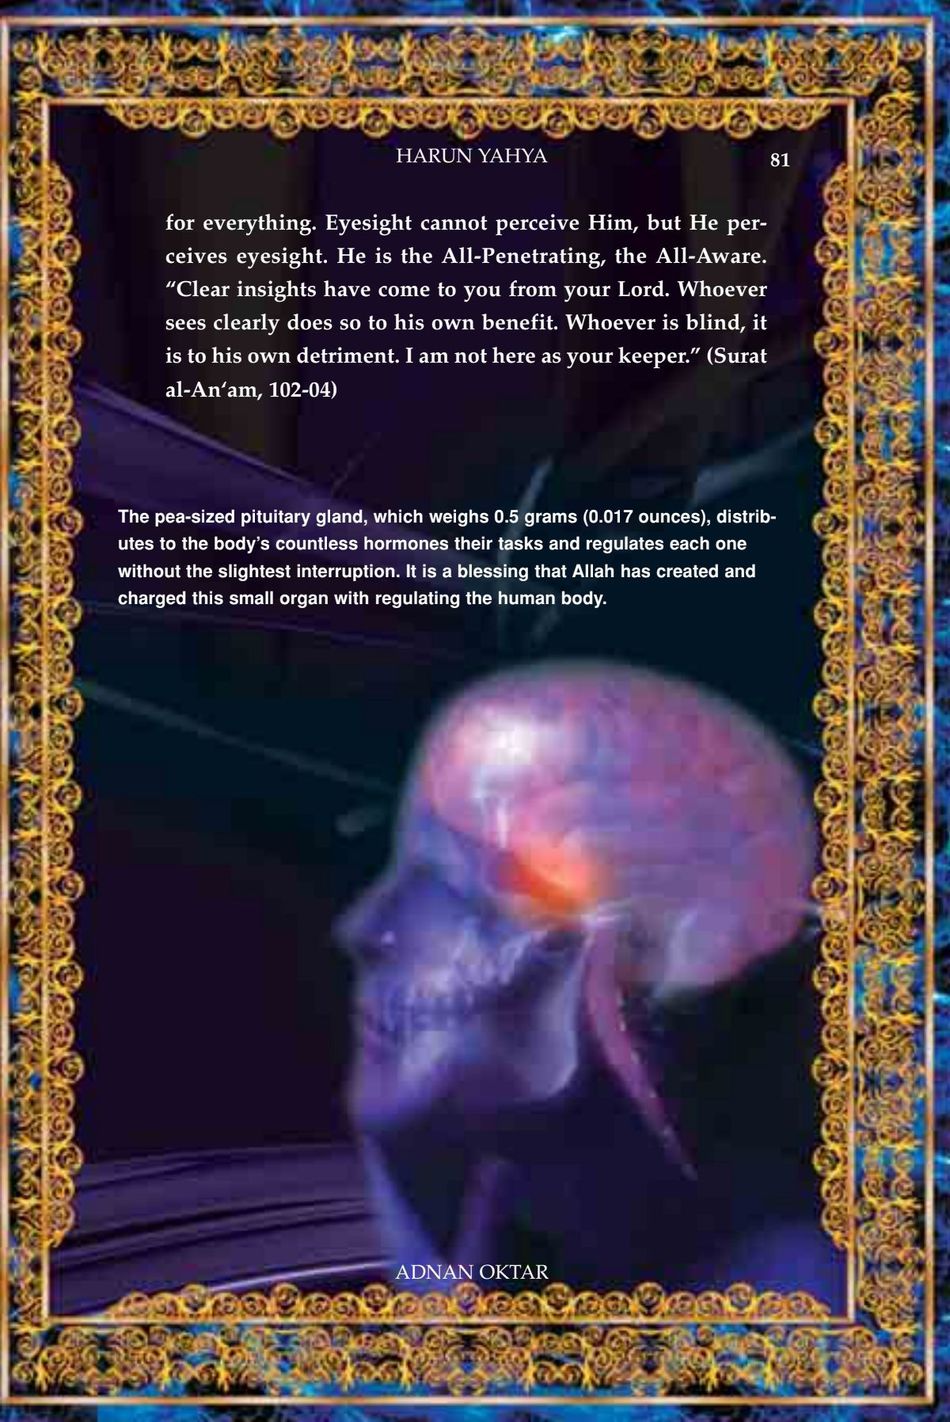 HARUN YAHYA
81
for everything. Eyesight cannot perceive Him, but He per-
ceives eyesight. He is the All-Penetrating, the All-Aware.
“Clear insights have come to you from your Lord. Whoever
sees clearly does so to his own benefit. Whoever is blind, it
is to his own detriment. I am not here as your keeper.” (Surat
al-An‘am, 102-04)
The pea-sized pituitary gland, which weighs 0.5 grams (0.017 ounces), distrib-
utes to the body’s countless hormones their tasks and regulates each one
without the slightest interruption. It is a blessing that Allah has created and
charged this small organ with regulating the human body.
ADNAN OKTAR